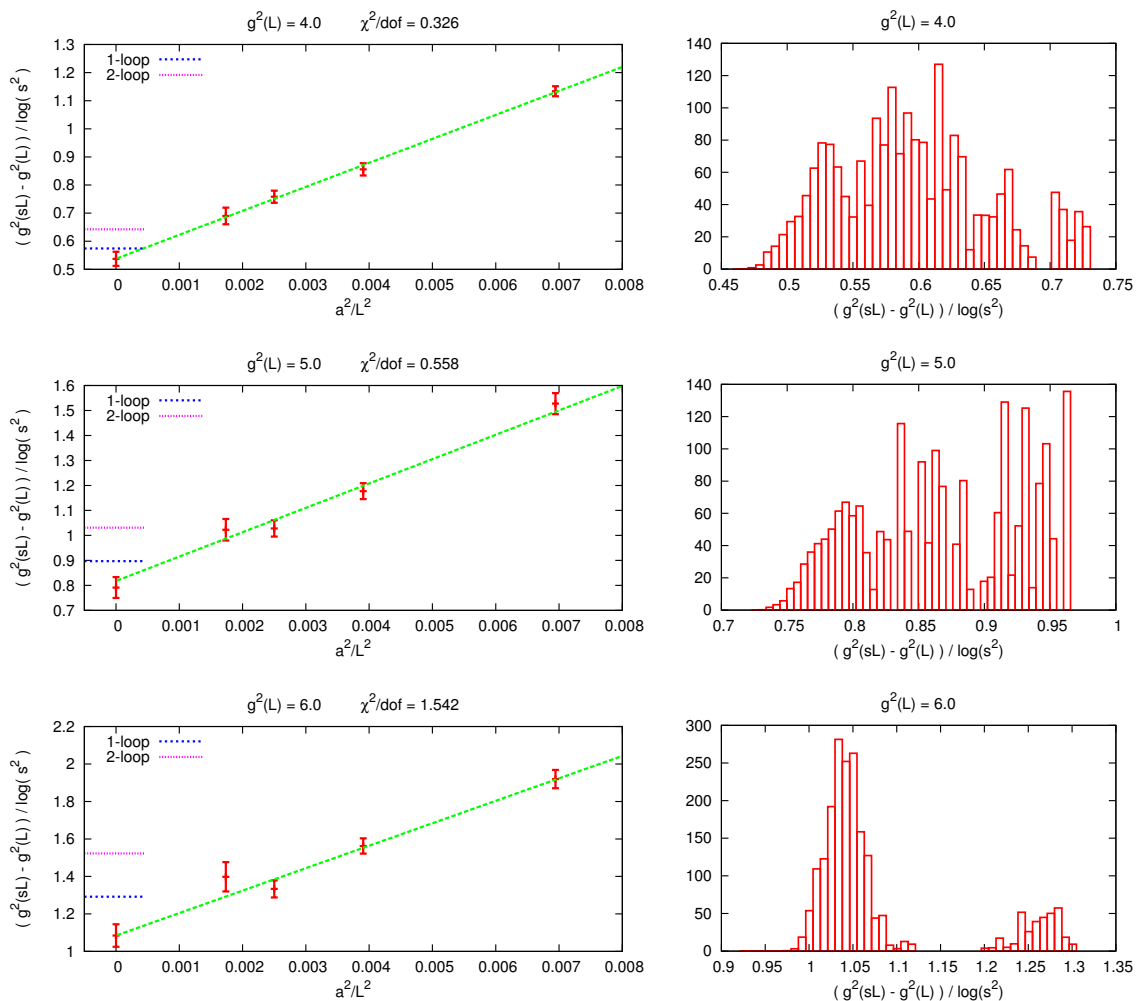 g²(L) = 4.0 χ²/dof = 0.326
( g²(sL) - g²(L) ) / log( s² )
1-loop
2-loop
1.3
1.2
1.1
1
0.9
0.8
0.7
0.6
0.5
0 0.001 0.002 0.003 0.004 0.005 0.006 0.007 0.008
a²/L²
g²(L) = 4.0
140
120
100
80
60
40
20
0
0.45 0.5 0.55 0.6 0.65 0.7 0.75
( g²(sL) - g²(L) ) / log(s²)
g²(L) = 5.0 χ²/dof = 0.558
( g²(sL) - g²(L) ) / log( s² )
1-loop
2-loop
1.6
1.5
1.4
1.3
1.2
1.1
1
0.9
0.8
0.7
0 0.001 0.002 0.003 0.004 0.005 0.006 0.007 0.008
a²/L²
g²(L) = 5.0
140
120
100
80
60
40
20
0
0.7 0.75 0.8 0.85 0.9 0.95 1
( g²(sL) - g²(L) ) / log(s²)
g²(L) = 6.0 χ²/dof = 1.542
( g²(sL) - g²(L) ) / log( s² )
1-loop
2-loop
2.2
2
1.8
1.6
1.4
1.2
1
0 0.001 0.002 0.003 0.004 0.005 0.006 0.007 0.008
a²/L²
g²(L) = 6.0
300
250
200
150
100
50
0
0.9 0.95 1 1.05 1.1 1.15 1.2 1.25 1.3 1.35
( g²(sL) - g²(L) ) / log(s²)